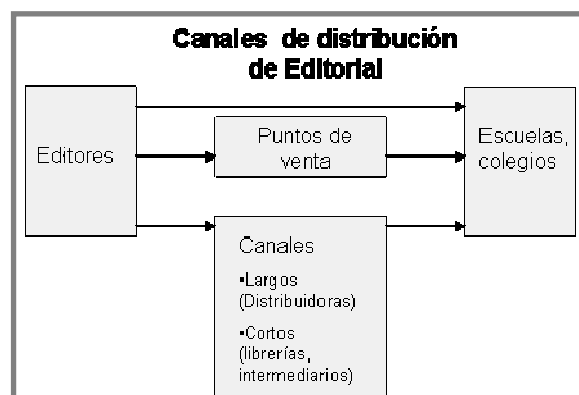 Canales de distribución
de Editorial
Editores
Puntos de
venta
Escuelas,
colegios
Canales
▪Largos
(Distribuidoras)
▪Cortos
(librerías,
intermediarios)